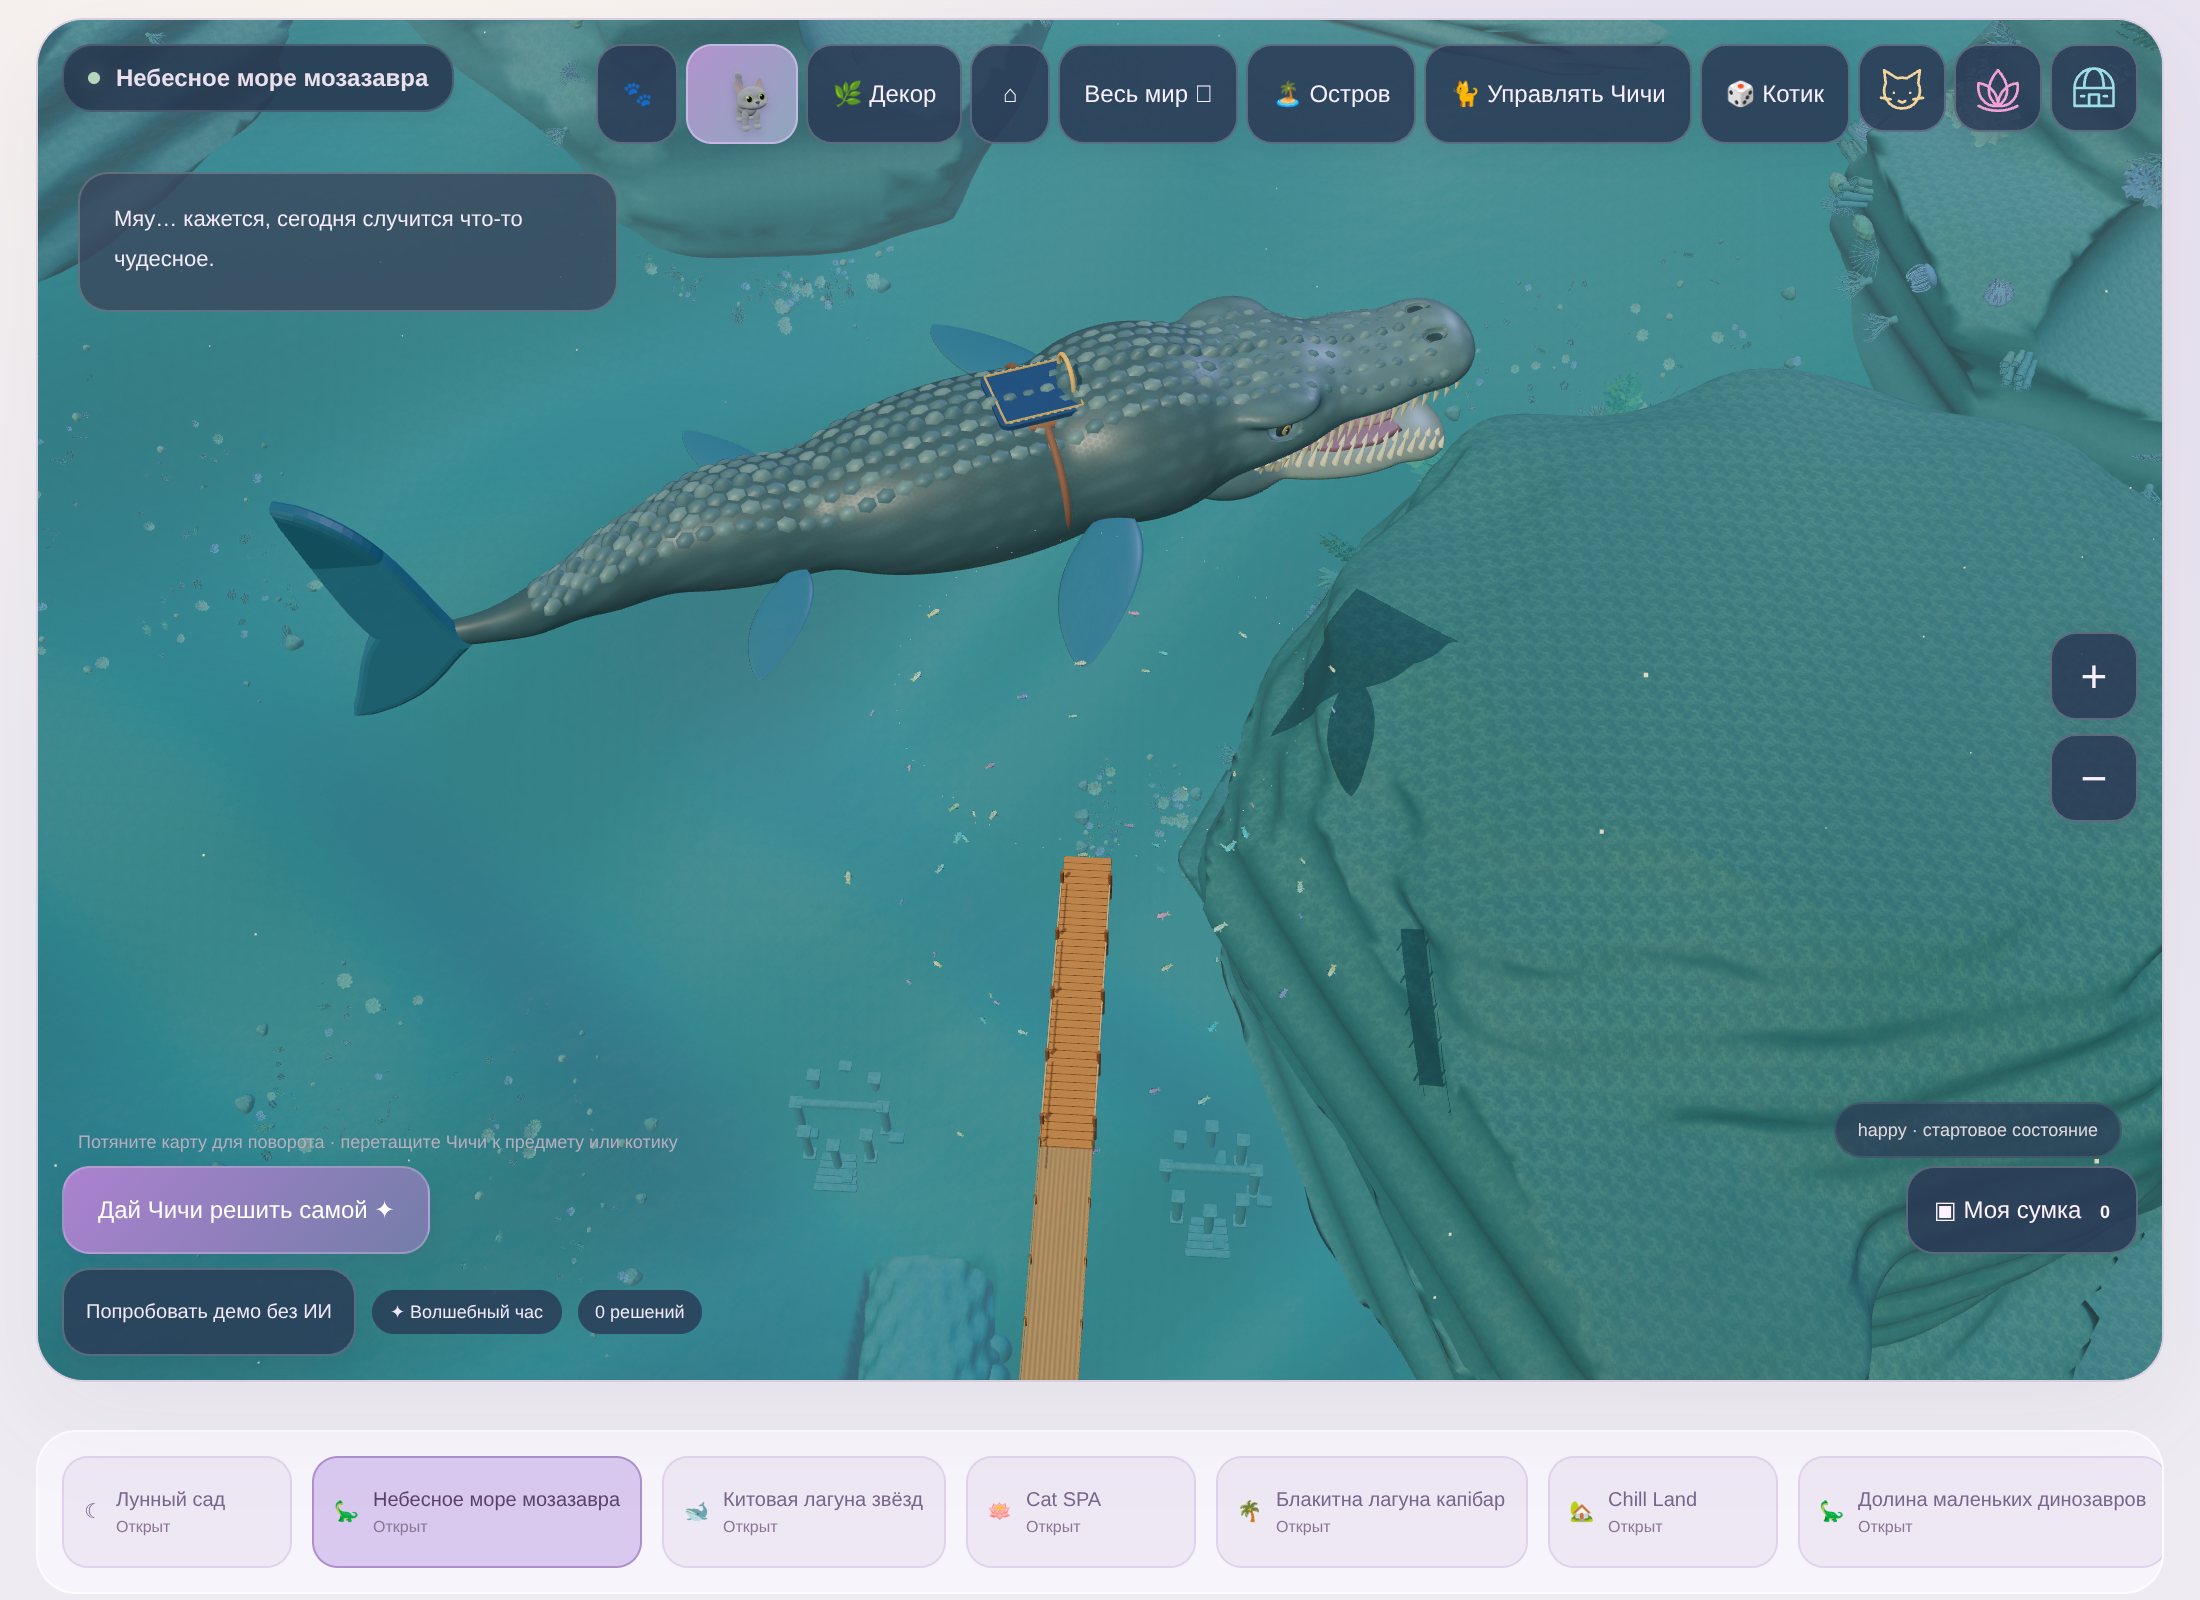 Небесное море мозазавра
Декор
Весь мир
Остров
Управлять Чичи
Котик
Мяу… кажется, сегодня случится что-то
чудесное.
+
−
Потяните карту для поворота · перетащите Чичи к предмету или котику
happy · стартовое состояние
Дай Чичи решить самой ✦
Моя сумка 0
Попробовать демо без ИИ
✦ Волшебный час
0 решений
Лунный сад
Открыт
Небесное море мозазавра
Открыт
Китовая лагуна звёзд
Открыт
Cat SPA
Открыт
Блакитна лагуна капібар
Открыт
Chill Land
Открыт
Долина маленьких динозавров
Открыт